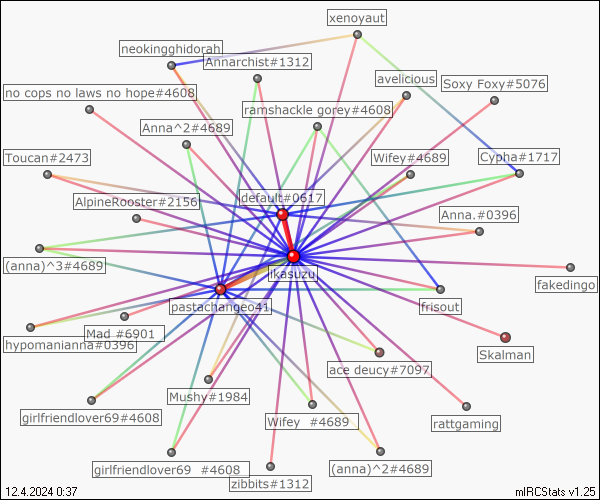 xenoyaut
neokingghidorah
Annarchist#1312
avelicious
Soxy Foxy#5076
no cops no laws no hope#4608
ramshackle gorey#4608
Anna^2#4689
Toucan#2473
Wifey#4689
Cypha#1717
default#0617
AlpineRooster#2156
Anna.#0396
(anna)^3#4689
ikasuzu
fakedingo
pastachangeo41
frisout
Mad #6901
hypomanianna#0396
Skalman
ace deucy#7097
Mushy#1984
rattgaming
girlfriendlover69#4608
Wifey #4689
girlfriendlover69 #4608
(anna)^2#4689
zibbits#1312
12.4.2024 0:37
mIRCStats v1.25